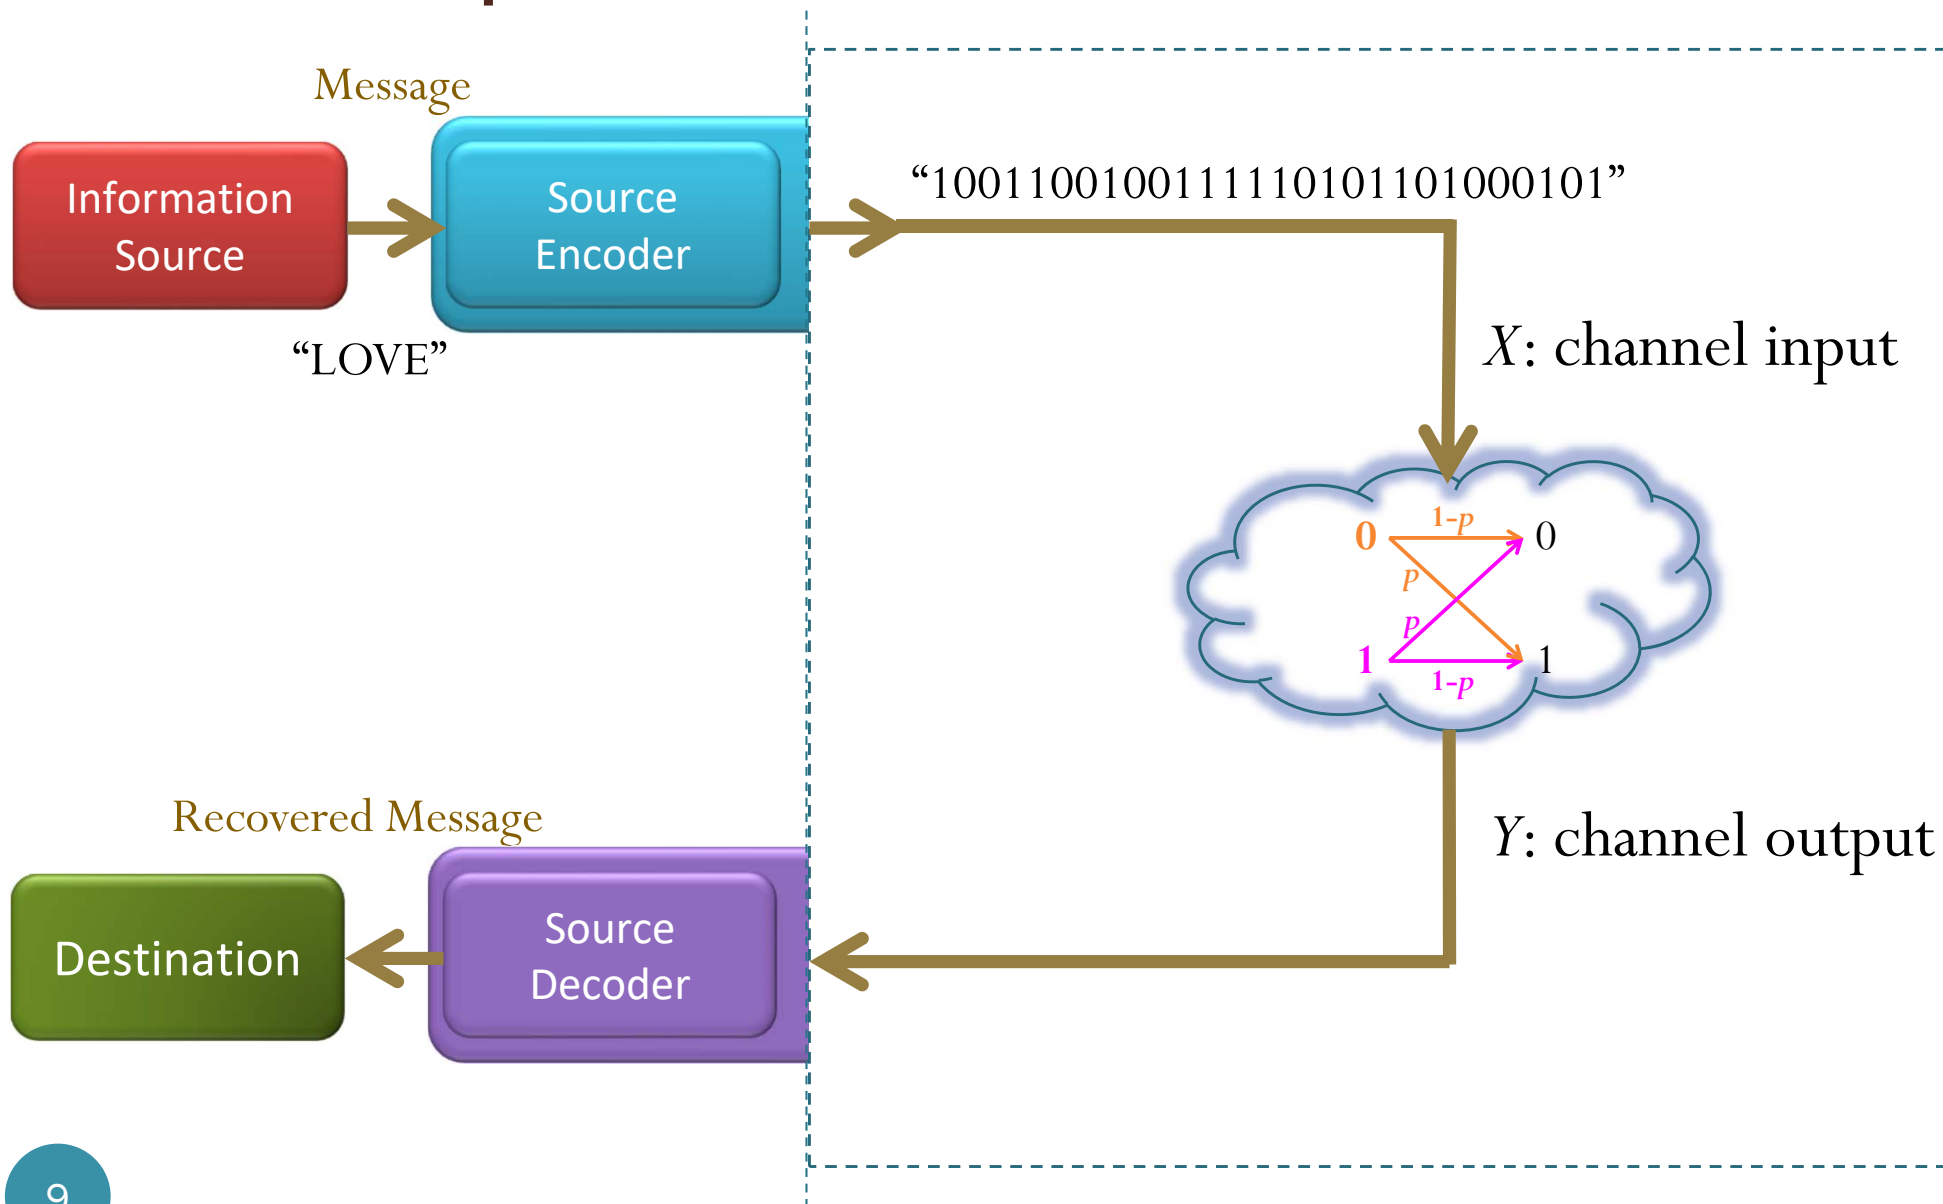 Message
Information
Source
Source
Encoder
“1001100100111110101101000101”
“LOVE”
X: channel input
0
1-p
0
p
p
1
1-p
1
Recovered Message
Y: channel output
Destination
Source
Decoder
9